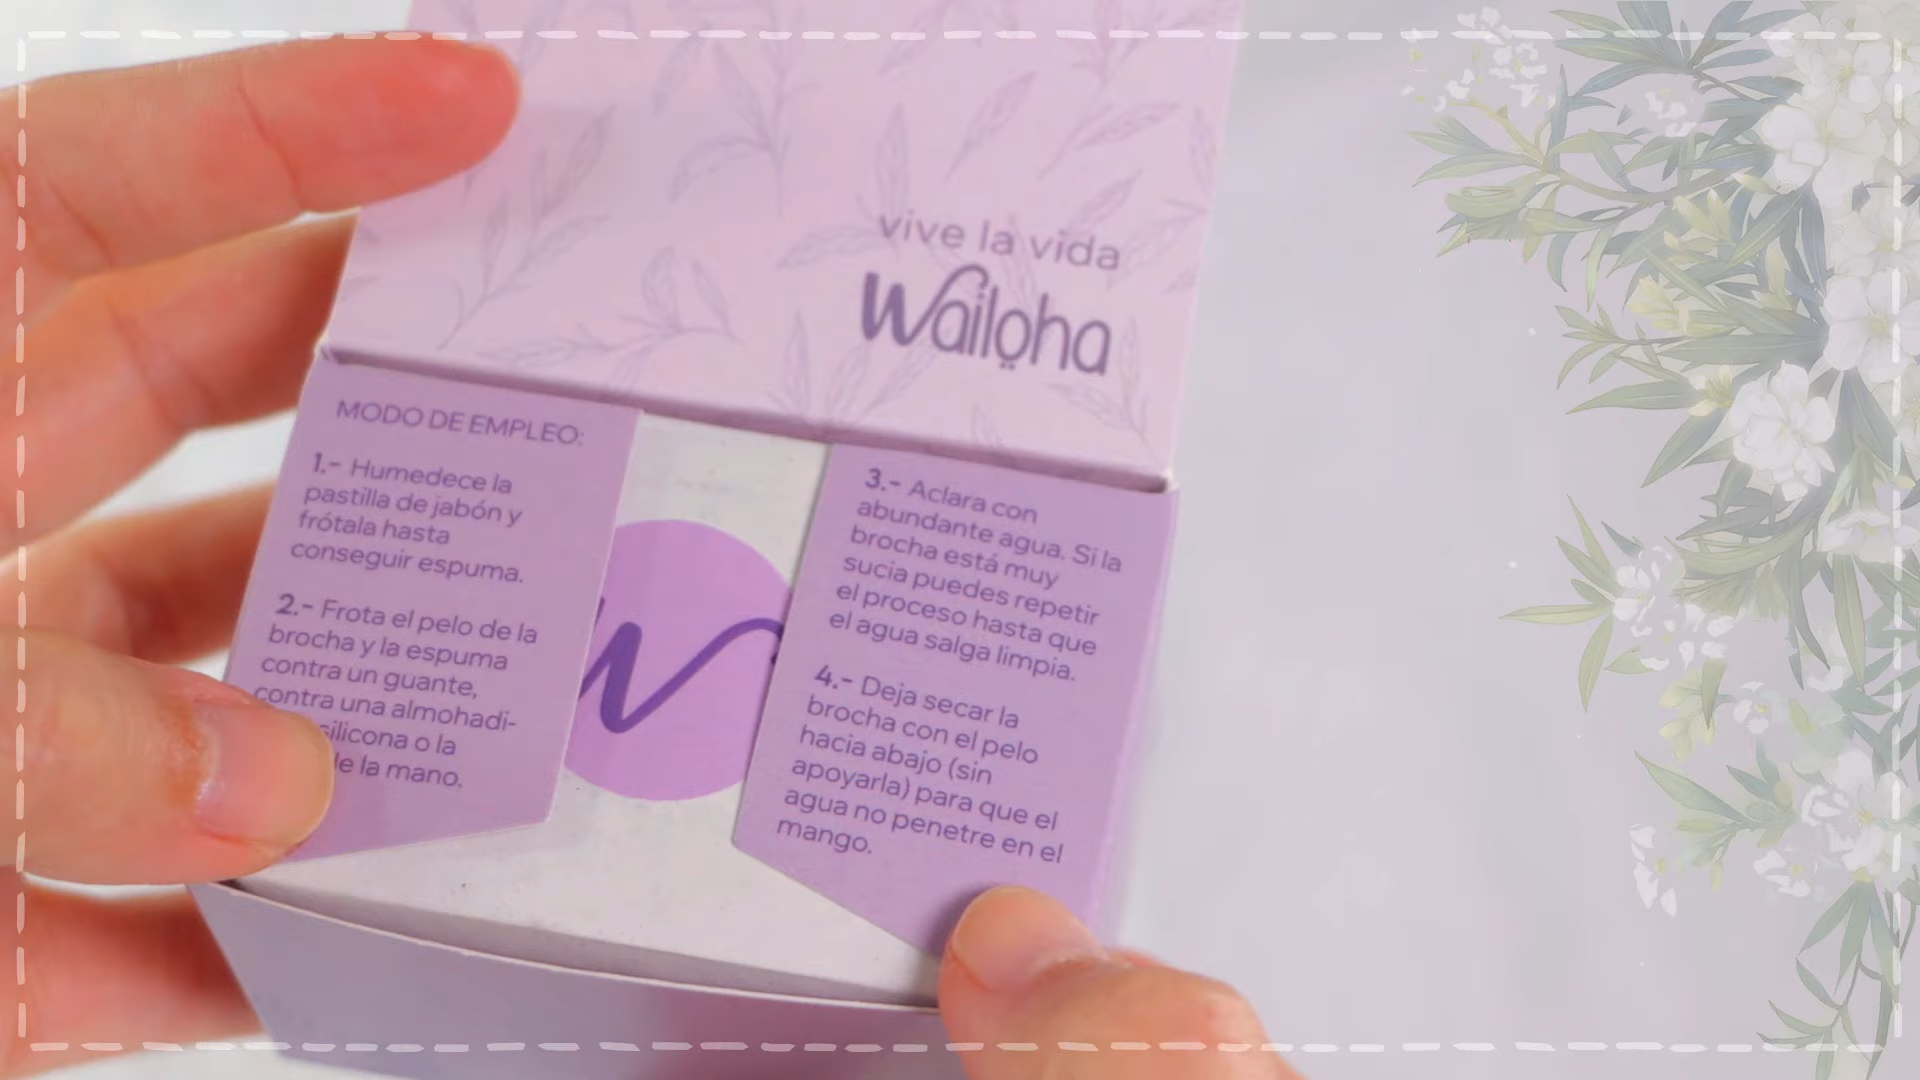 vive la vida
wailoha
MODO DE EMPLEO:
1.- Humedece la
pastilla de jabón y
frótala hasta
conseguir espuma.
2.- Frota el pelo de la
brocha y la espuma
contra un guante,
contra una almohadi-
silicona o la
de la mano.
3.- Aclara con
abundante agua. Si la
brocha está muy
sucia puedes repetir
el proceso hasta que
el agua salga limpia.
4.- Deja secar la
brocha con el pelo
hacia abajo (sin
apoyarla) para que el
agua no penetre en el
mango.